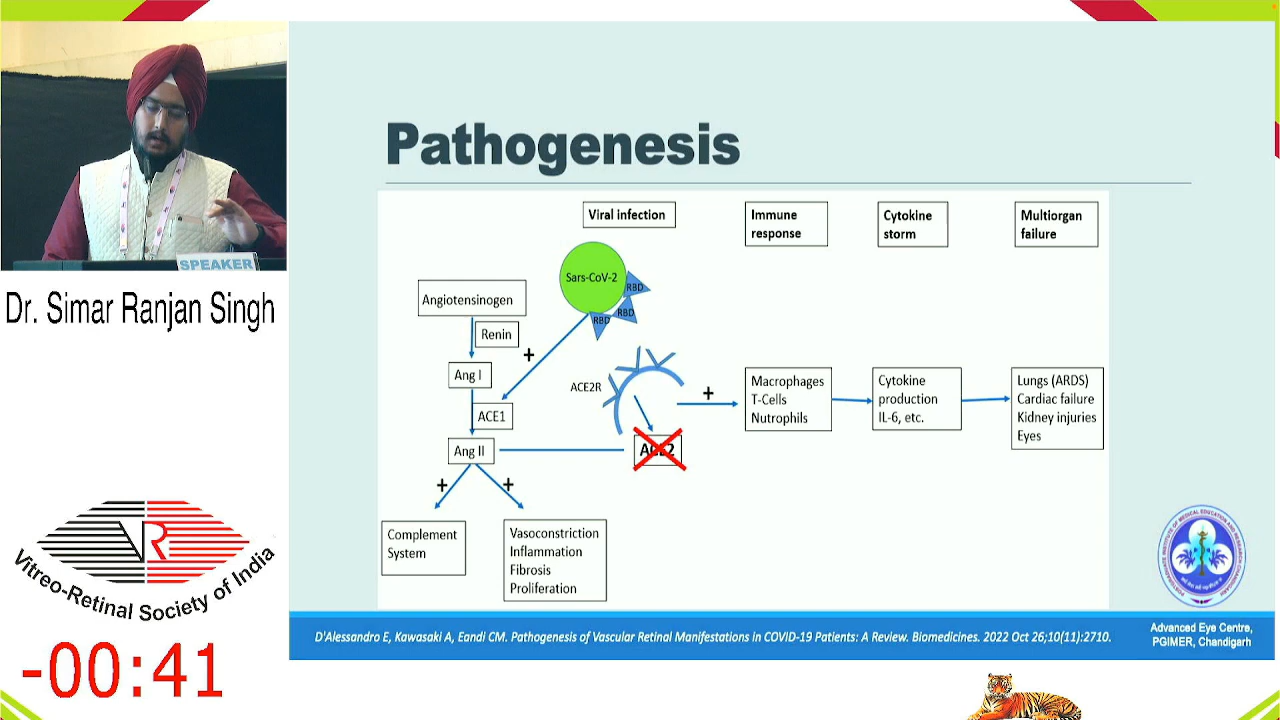 SPEAKER
Dr. Simar Ranjan Singh
VR
Vitreo-Retinal Society of India
-00:41
Pathogenesis
Viral infection
Immune
response
Cytokine
storm
Multiorgan
failure
Sars-CoV-2
RBD
RBD
RBD
Angiotensinogen
Renin
+
Ang I
ACE1
Ang II
ACE2R
ACE2
+
Macrophages
T-Cells
Nutrophils
Cytokine
production
IL-6, etc.
Lungs (ARDS)
Cardiac failure
Kidney injuries
Eyes
+
+
Complement
System
Vasoconstriction
Inflammation
Fibrosis
Proliferation
D'Alessandro E, Kawasaki A, Eandi CM. Pathogenesis of Vascular Retinal Manifestations in COVID-19 Patients: A Review. Biomedicines. 2022 Oct 26;10(11):2710.
Advanced Eye Centre,
PGIMER, Chandigarh